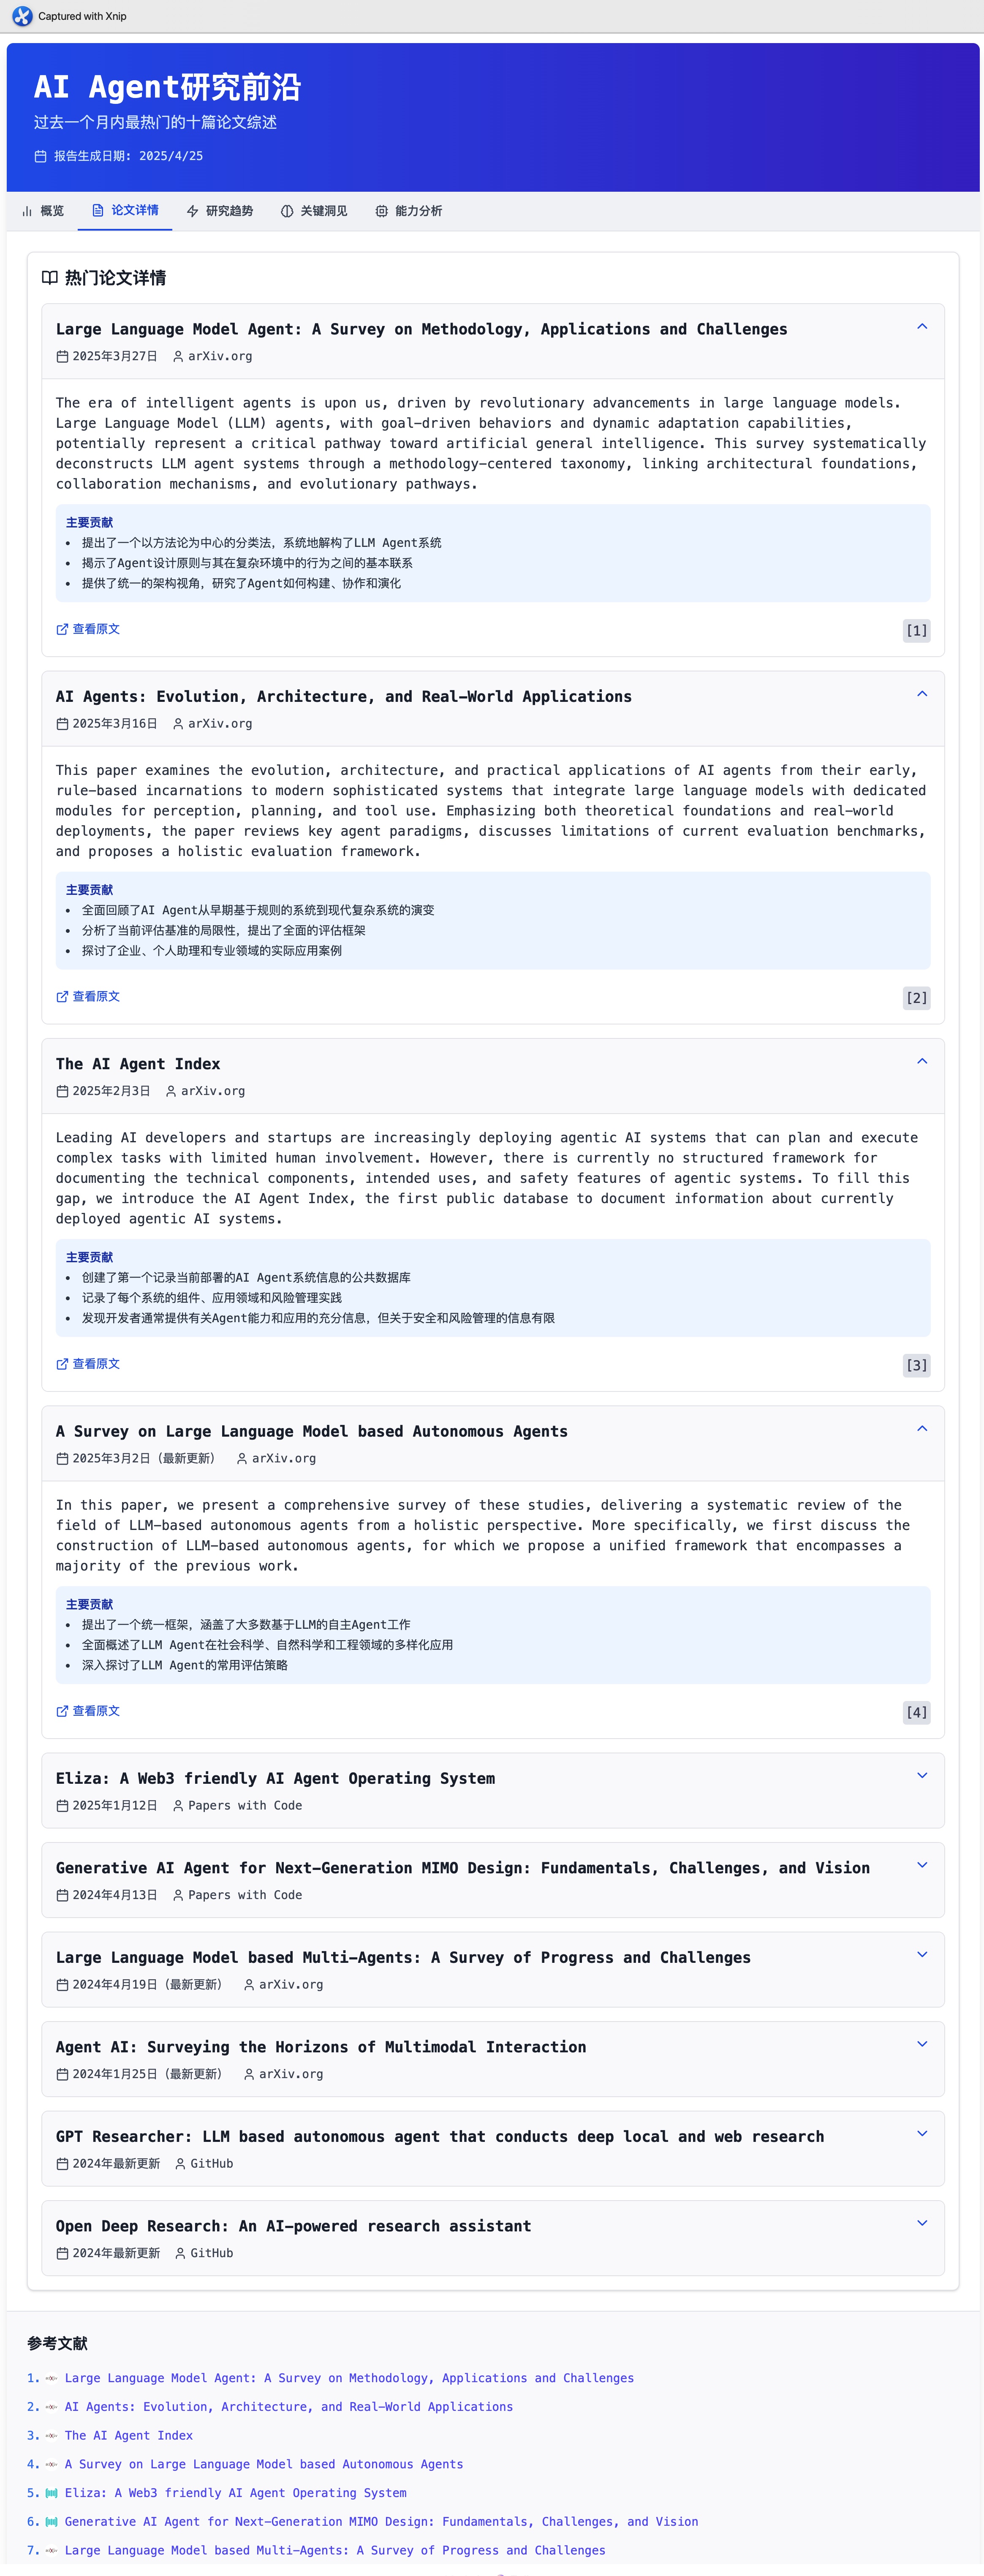 Captured with Xnip
AI Agent研究前沿
过去一个月内最热门的十篇论文综述
报告生成日期: 2025/4/25
概览
论文详情
研究趋势
关键洞见
能力分析
热门论文详情
Large Language Model Agent: A Survey on Methodology, Applications and Challenges
2025年3月27日 arXiv.org
The era of intelligent agents is upon us, driven by revolutionary advancements in large language models.
Large Language Model (LLM) agents, with goal-driven behaviors and dynamic adaptation capabilities,
potentially represent a critical pathway toward artificial general intelligence. This survey systematically
deconstructs LLM agent systems through a methodology-centered taxonomy, linking architectural foundations,
collaboration mechanisms, and evolutionary pathways.
主要贡献
• 提出了一个以方法论为中心的分类法，系统地解构了LLM Agent系统
• 揭示了Agent设计原则与其在复杂环境中的行为之间的基本联系
• 提供了统一的架构视角，研究了Agent如何构建、协作和演化
查看原文
[1]
AI Agents: Evolution, Architecture, and Real-World Applications
2025年3月16日 arXiv.org
This paper examines the evolution, architecture, and practical applications of AI agents from their early,
rule-based incarnations to modern sophisticated systems that integrate large language models with dedicated
modules for perception, planning, and tool use. Emphasizing both theoretical foundations and real-world
deployments, the paper reviews key agent paradigms, discusses limitations of current evaluation benchmarks,
and proposes a holistic evaluation framework.
主要贡献
• 全面回顾了AI Agent从早期基于规则的系统到现代复杂系统的演变
• 分析了当前评估基准的局限性，提出了全面的评估框架
• 探讨了企业、个人助理和专业领域的实际应用案例
查看原文
[2]
The AI Agent Index
2025年2月3日 arXiv.org
Leading AI developers and startups are increasingly deploying agentic AI systems that can plan and execute
complex tasks with limited human involvement. However, there is currently no structured framework for
documenting the technical components, intended uses, and safety features of agentic systems. To fill this
gap, we introduce the AI Agent Index, the first public database to document information about currently
deployed agentic AI systems.
主要贡献
• 创建了第一个记录当前部署的AI Agent系统信息的公共数据库
• 记录了每个系统的组件、应用领域和风险管理实践
• 发现开发者通常提供有关Agent能力和应用的充分信息，但关于安全和风险管理的信息有限
查看原文
[3]
A Survey on Large Language Model based Autonomous Agents
2025年3月2日（最新更新） arXiv.org
In this paper, we present a comprehensive survey of these studies, delivering a systematic review of the
field of LLM-based autonomous agents from a holistic perspective. More specifically, we first discuss the
construction of LLM-based autonomous agents, for which we propose a unified framework that encompasses a
majority of the previous work.
主要贡献
• 提出了一个统一框架，涵盖了大多数基于LLM的自主Agent工作
• 全面概述了LLM Agent在社会科学、自然科学和工程领域的多样化应用
• 深入探讨了LLM Agent的常用评估策略
查看原文
[4]
Eliza: A Web3 friendly AI Agent Operating System
2025年1月12日 Papers with Code
Generative AI Agent for Next-Generation MIMO Design: Fundamentals, Challenges, and Vision
2024年4月13日 Papers with Code
Large Language Model based Multi-Agents: A Survey of Progress and Challenges
2024年4月19日（最新更新） arXiv.org
Agent AI: Surveying the Horizons of Multimodal Interaction
2024年1月25日（最新更新） arXiv.org
GPT Researcher: LLM based autonomous agent that conducts deep local and web research
2024年最新更新 GitHub
Open Deep Research: An AI-powered research assistant
2024年最新更新 GitHub
参考文献
1. Large Language Model Agent: A Survey on Methodology, Applications and Challenges
2. AI Agents: Evolution, Architecture, and Real-World Applications
3. The AI Agent Index
4. A Survey on Large Language Model based Autonomous Agents
5. Eliza: A Web3 friendly AI Agent Operating System
6. Generative AI Agent for Next-Generation MIMO Design: Fundamentals, Challenges, and Vision
7. Large Language Model based Multi-Agents: A Survey of Progress and Challenges